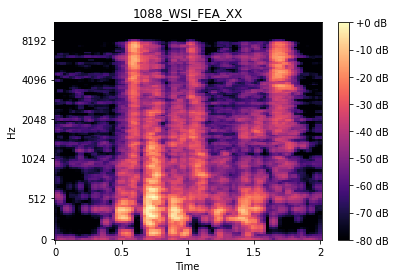 1088_WSI_FEA_XX
Hz
8192
4096
2048
1024
512
0
0
0.5
1
1.5
2
Time
+0 dB
-10 dB
-20 dB
-30 dB
-40 dB
-50 dB
-60 dB
-70 dB
-80 dB